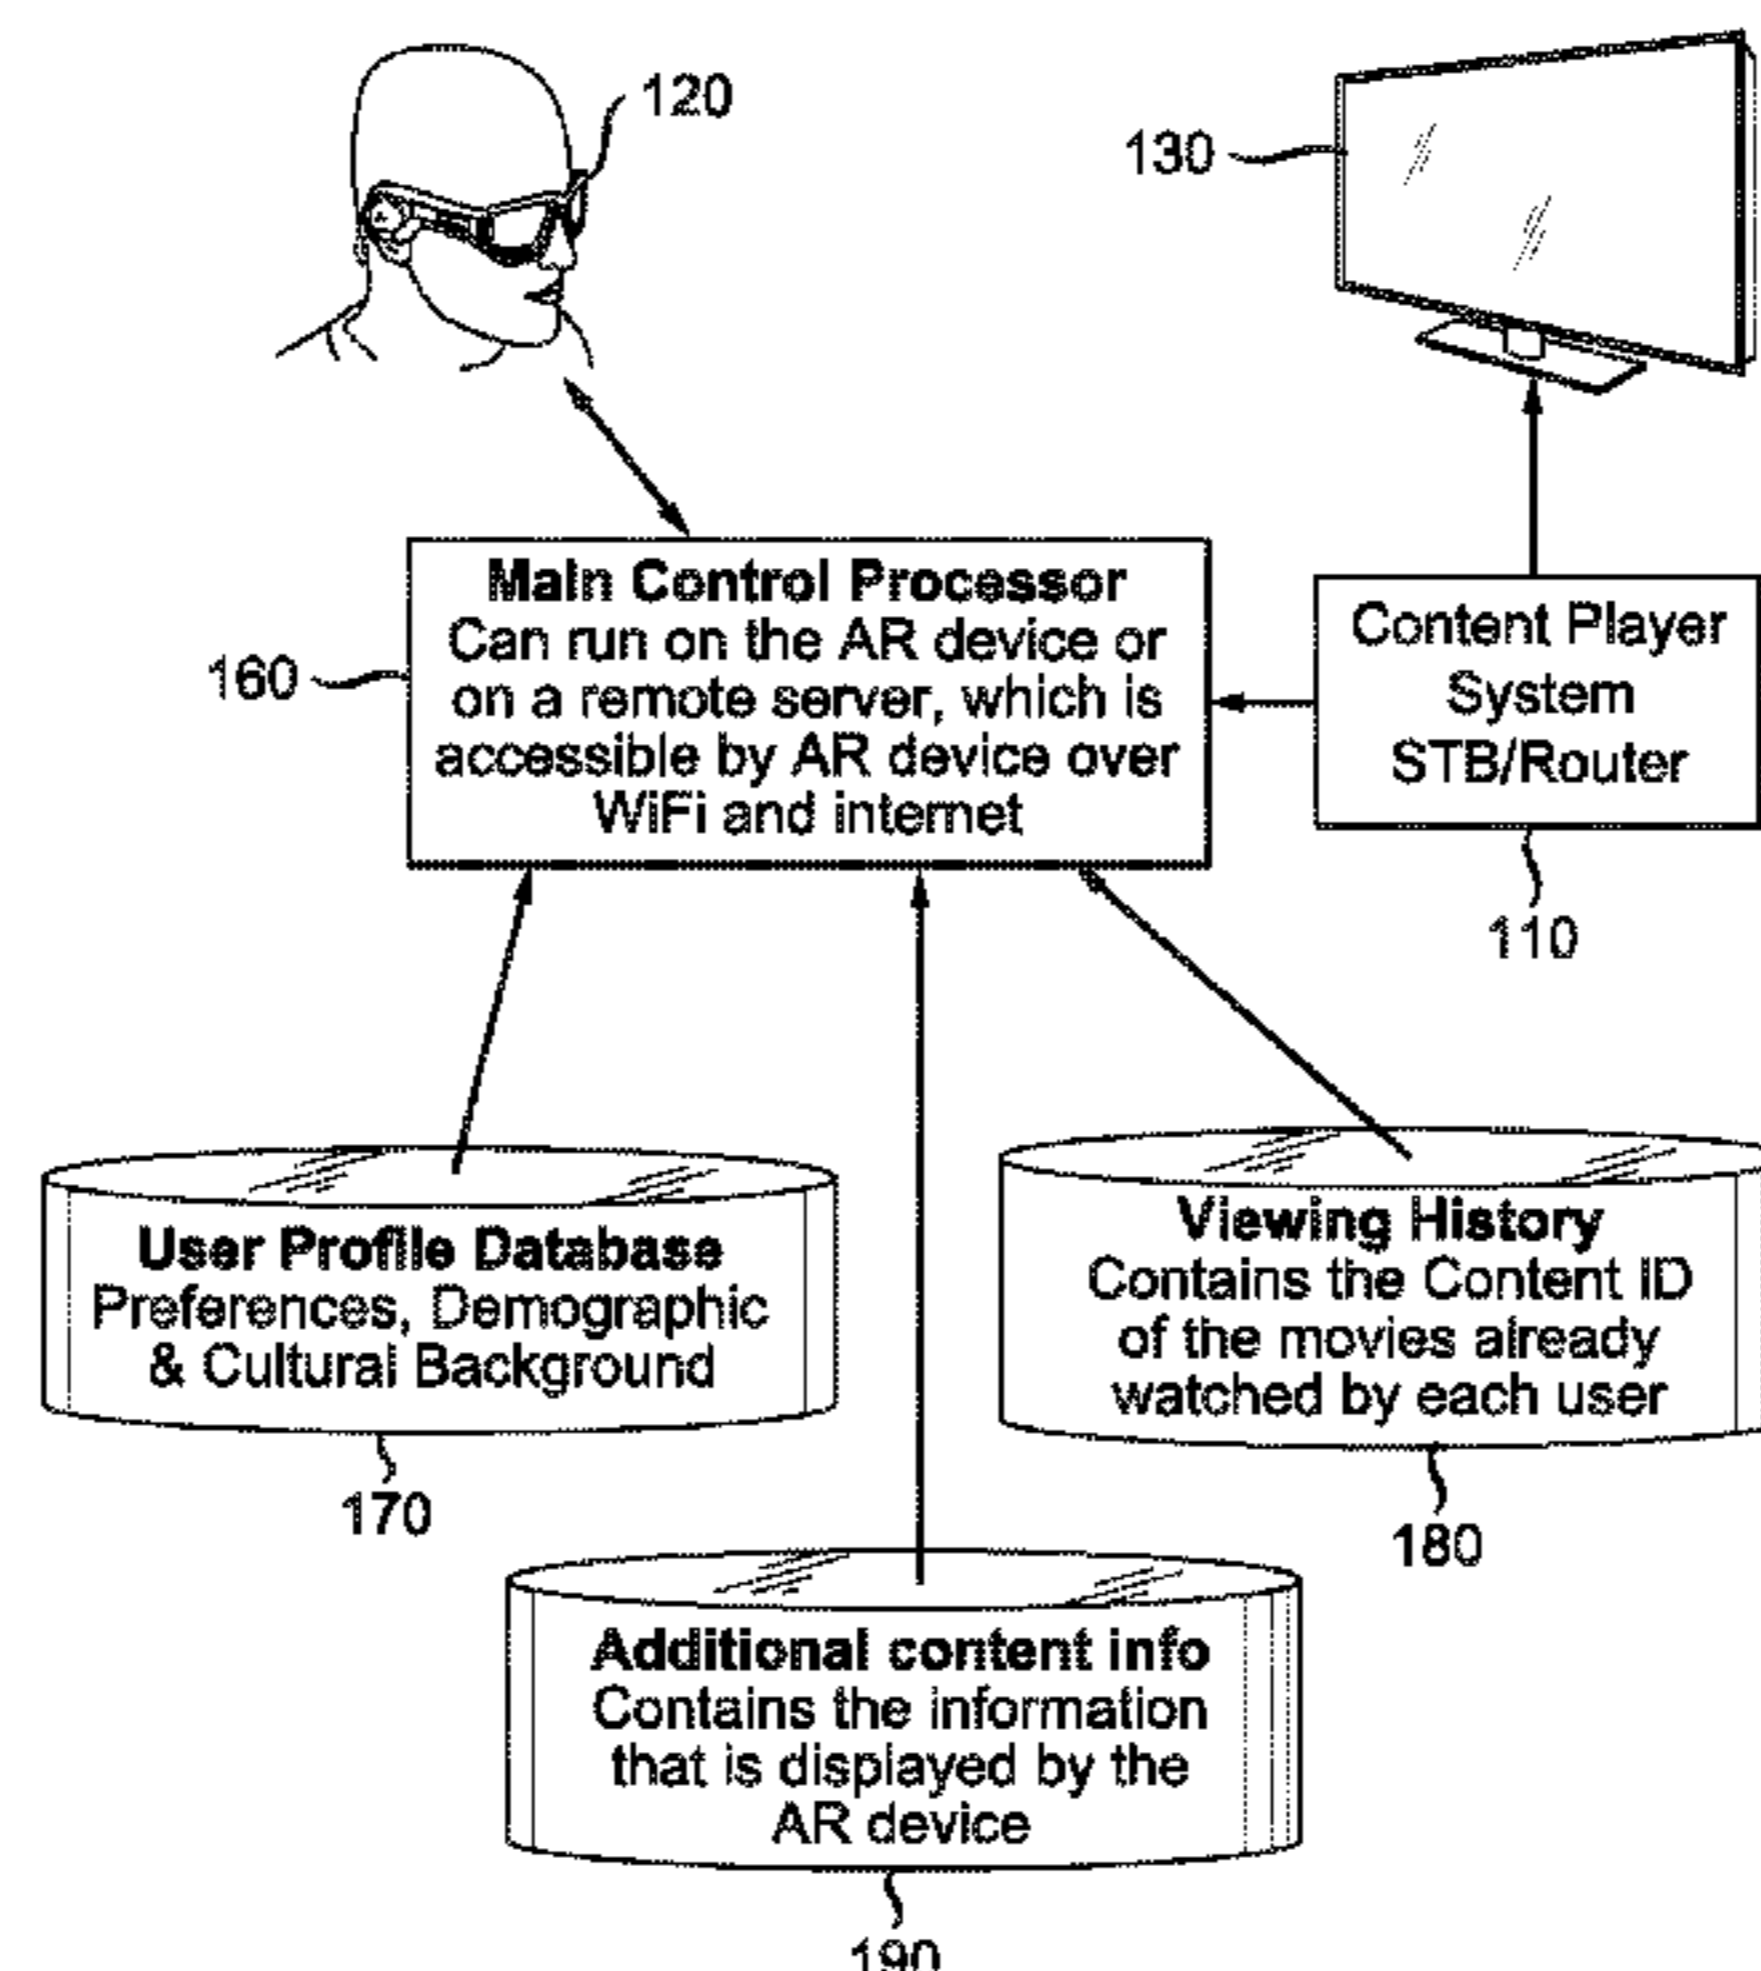 120
130
Main Control Processor
Can run on the AR device or
on a remote server, which is
accessible by AR device over
WiFi and internet
160
Content Player
System
STB/Router
110
User Profile Database
Preferences, Demographic
& Cultural Background
170
Viewing History
Contains the Content ID
of the movies already
watched by each user
180
Additional content info
Contains the information
that is displayed by the
AR device
190